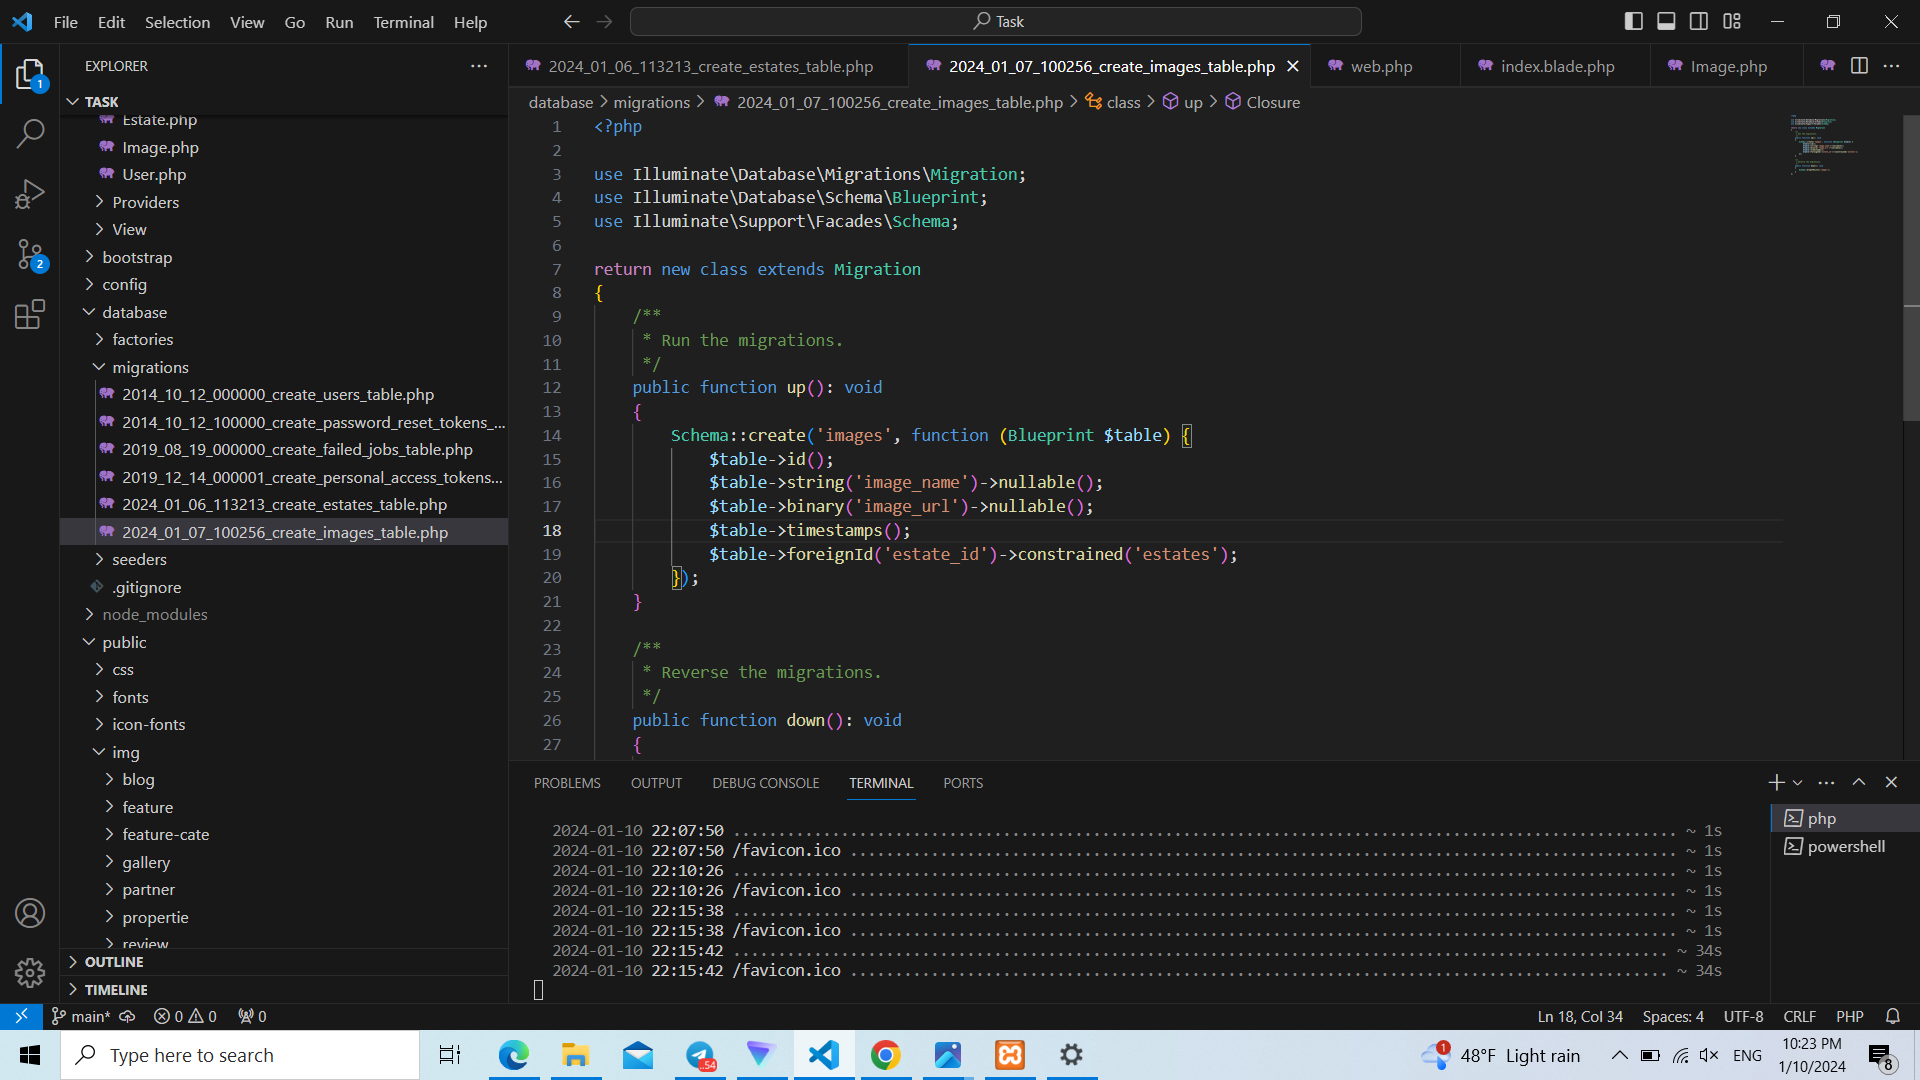 File Edit Selection View Go Run Terminal Help
Task
EXPLORER
2024_01_06_113213_create_estates_table.php
2024_01_07_100256_create_images_table.php
web.php
index.blade.php
Image.php
TASK
Estate.php
Image.php
User.php
Providers
View
bootstrap
config
database
factories
migrations
2014_10_12_000000_create_users_table.php
2014_10_12_100000_create_password_reset_tokens_...
2019_08_19_000000_create_failed_jobs_table.php
2019_12_14_000001_create_personal_access_tokens...
2024_01_06_113213_create_estates_table.php
2024_01_07_100256_create_images_table.php
seeders
.gitignore
node_modules
public
css
fonts
icon-fonts
img
blog
feature
feature-cate
gallery
partner
propertie
review
OUTLINE
TIMELINE
database > migrations > 2024_01_07_100256_create_images_table.php > class > up > Closure
1 <?php
2
3 use Illuminate\Database\Migrations\Migration;
4 use Illuminate\Database\Schema\Blueprint;
5 use Illuminate\Support\Facades\Schema;
6
7 return new class extends Migration
8 {
9 /**
10 * Run the migrations.
11 */
12 public function up(): void
13 {
14 Schema::create('images', function (Blueprint $table) {
15 $table->id();
16 $table->string('image_name')->nullable();
17 $table->binary('image_url')->nullable();
18 $table->timestamps();
19 $table->foreignId('estate_id')->constrained('estates');
20 });
21 }
22
23 /**
24 * Reverse the migrations.
25 */
26 public function down(): void
27 {
PROBLEMS OUTPUT DEBUG CONSOLE TERMINAL PORTS
2024-01-10 22:07:50 ........ ~ 1s
2024-01-10 22:07:50 /favicon.ico ........ ~ 1s
2024-01-10 22:10:26 ........ ~ 1s
2024-01-10 22:10:26 /favicon.ico ........ ~ 1s
2024-01-10 22:15:38 ........ ~ 1s
2024-01-10 22:15:38 /favicon.ico ........ ~ 1s
2024-01-10 22:15:42 ........ ~ 34s
2024-01-10 22:15:42 /favicon.ico ........ ~ 34s
php
powershell
1
2
main* 0 0 0
Ln 18, Col 34 Spaces: 4 UTF-8 CRLF PHP
Type here to search
..54
1
48°F Light rain
ENG
10:23 PM
1/10/2024
8